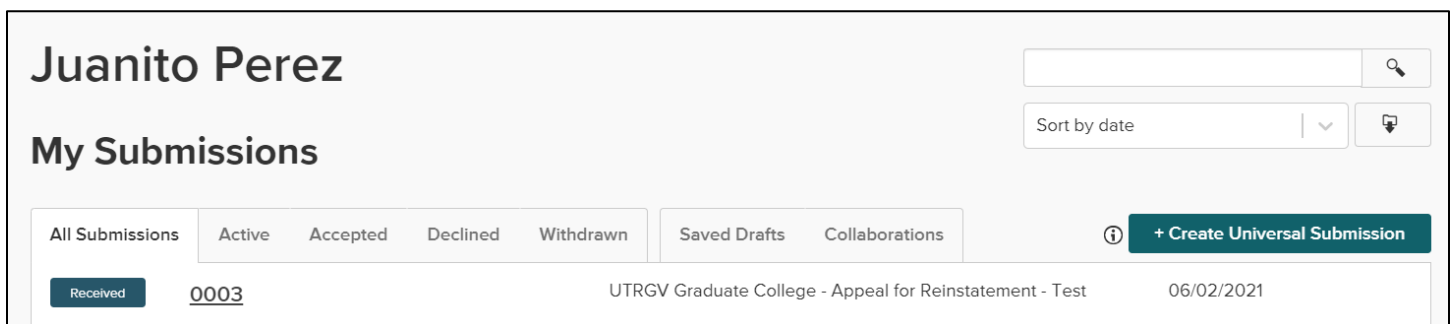 Juanito Perez
Sort by date
My Submissions
All Submissions Active Accepted Declined Withdrawn Saved Drafts Collaborations + Create Universal Submission
Received 0003 UTRGV Graduate College - Appeal for Reinstatement - Test 06/02/2021